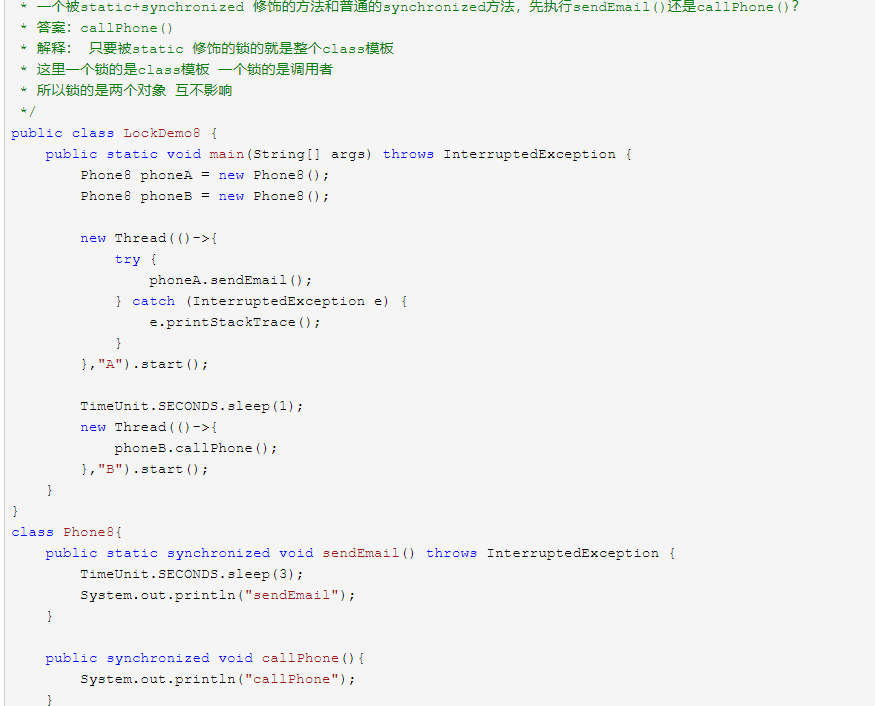 * 一个被static+synchronized 修饰的方法和普通的synchronized方法，先执行sendEmail()还是callPhone()？
* 答案：callPhone()
* 解释： 只要被static 修饰的锁的就是整个class模板
* 这里一个锁的是class模板 一个锁的是调用者
* 所以锁的是两个对象 互不影响
*/
public class LockDemo8 {
    public static void main(String[] args) throws InterruptedException {
        Phone8 phoneA = new Phone8();
        Phone8 phoneB = new Phone8();
        new Thread(()->{
            try {
                phoneA.sendEmail();
            } catch (InterruptedException e) {
                e.printStackTrace();
            }
        },"A").start();
        TimeUnit.SECONDS.sleep(1);
        new Thread(()->{
            phoneB.callPhone();
        },"B").start();
    }
}
class Phone8{
    public static synchronized void sendEmail() throws InterruptedException {
        TimeUnit.SECONDS.sleep(3);
        System.out.println("sendEmail");
    }
    public synchronized void callPhone(){
        System.out.println("callPhone");
    }